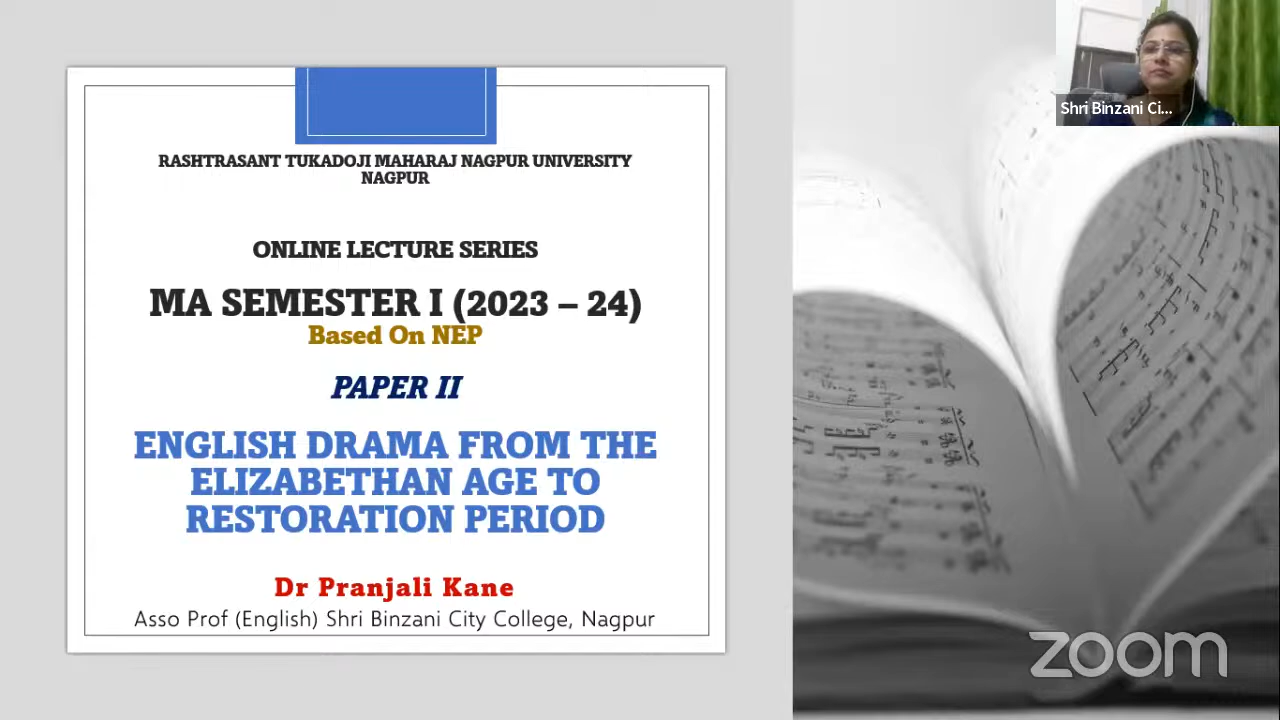 RASHTRASANT TUKADOJI MAHARAJ NAGPUR UNIVERSITY
NAGPUR
ONLINE LECTURE SERIES
MA SEMESTER I (2023 – 24)
Based On NEP
PAPER II
ENGLISH DRAMA FROM THE
ELIZABETHAN AGE TO
RESTORATION PERIOD
Dr Pranjali Kane
Asso Prof (English) Shri Binzani City College, Nagpur
Shri Binzani Ci...
zoom